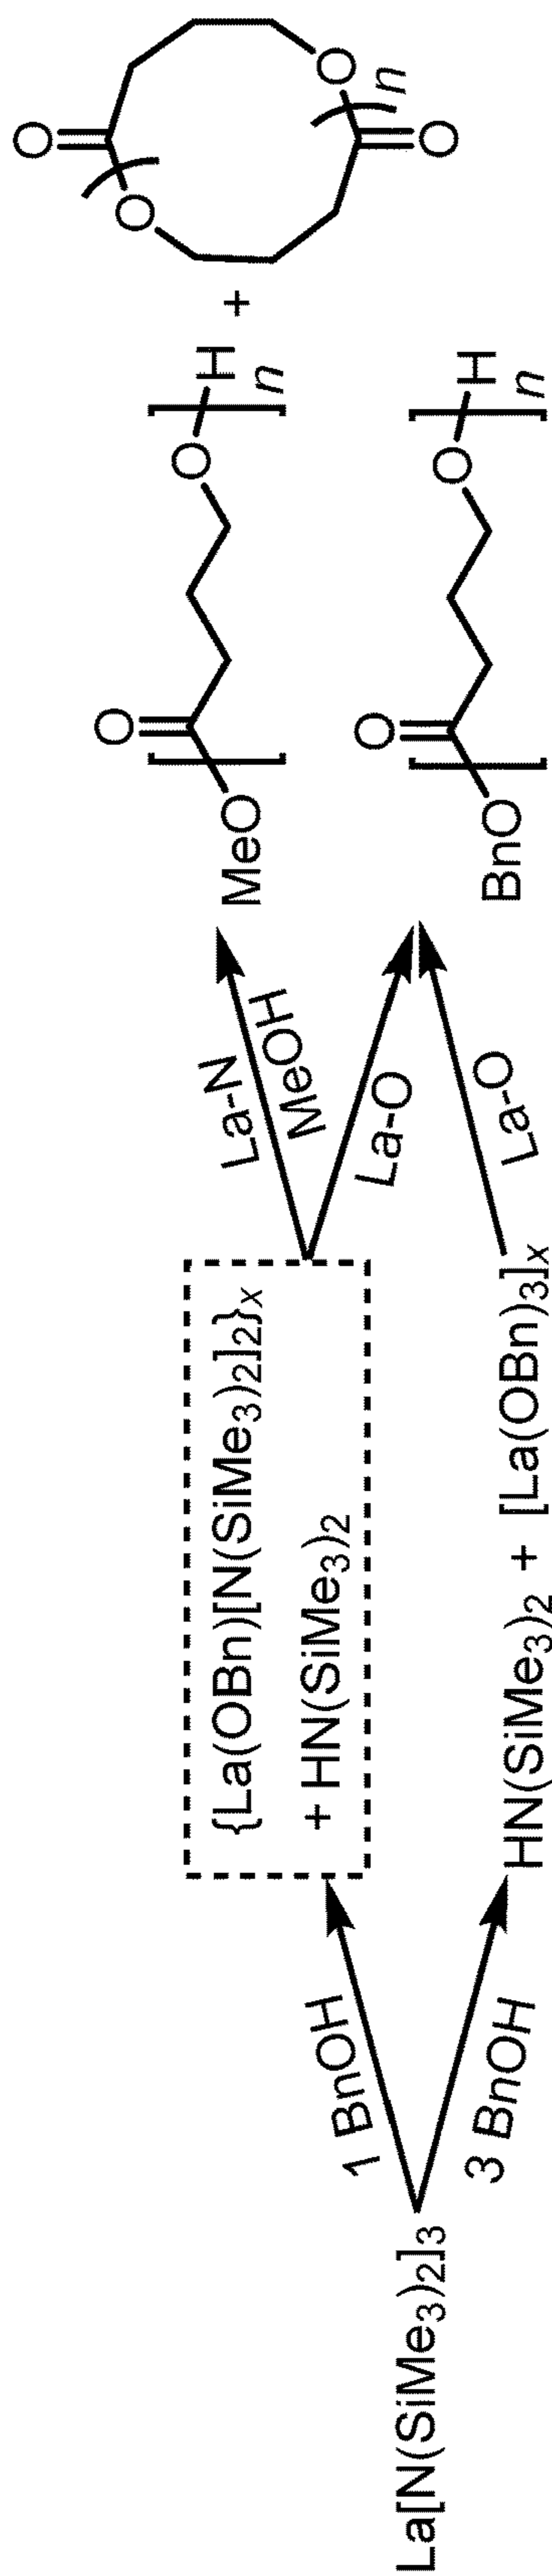 La[N(SiMe3)2]3
1 BnOH
3 BnOH
{La(OBn)[N(SiMe3)2]2}x
+ HN(SiMe3)2
HN(SiMe3)2 + [La(OBn)3]x
La-N
MeOH
La-O
La-O
MeO
O
O
H
n
+
O
O
O
O
n
BnO
O
O
H
n